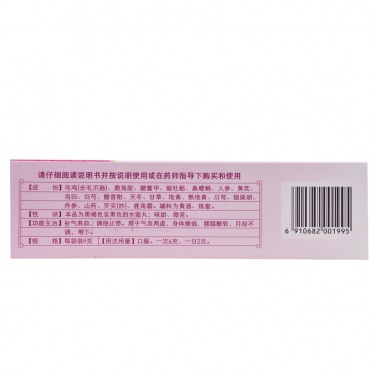 请仔细阅读说明书并按说明使用或在药师指导下购买和使用
【成 份】乌鸡(去毛爪肠)、鹿角胶、醋鳖甲、煅牡蛎、桑螵蛸、人参、黄芪、
当归、白芍、醋香附、天冬、甘草、地黄、熟地黄、川芎、银柴胡、
丹参、山药、芡实(炒)、鹿角霜。辅料为黄酒、炼蜜。
【性 状】本品为黑褐色至黑色的水蜜丸；味甜、微苦。
【功能主治】补气养血，调经止带。用于气血两虚，身体瘦弱，腰膝酸软，月经不
调，带下。
【规 格】每袋装6克 【用法用量】口服。一次6克，一日2次。
6 910682 001995